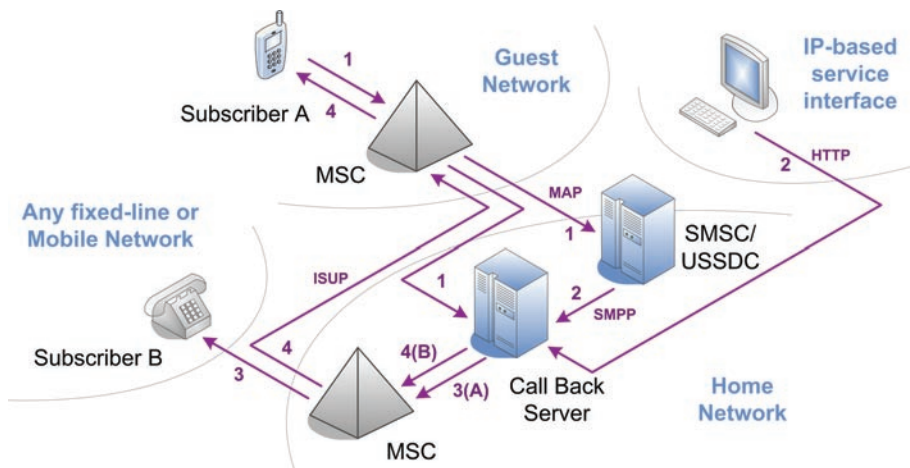 1
4
Subscriber A
Guest
Network
MSC
IP-based
service
interface
2
HTTP
MAP
1
SMSC/
USSDC
Any fixed-line or
Mobile Network
ISUP
1
2
SMPP
Subscriber B
3
4
4(B)
3(A)
Call Back
Server
MSC
Home
Network